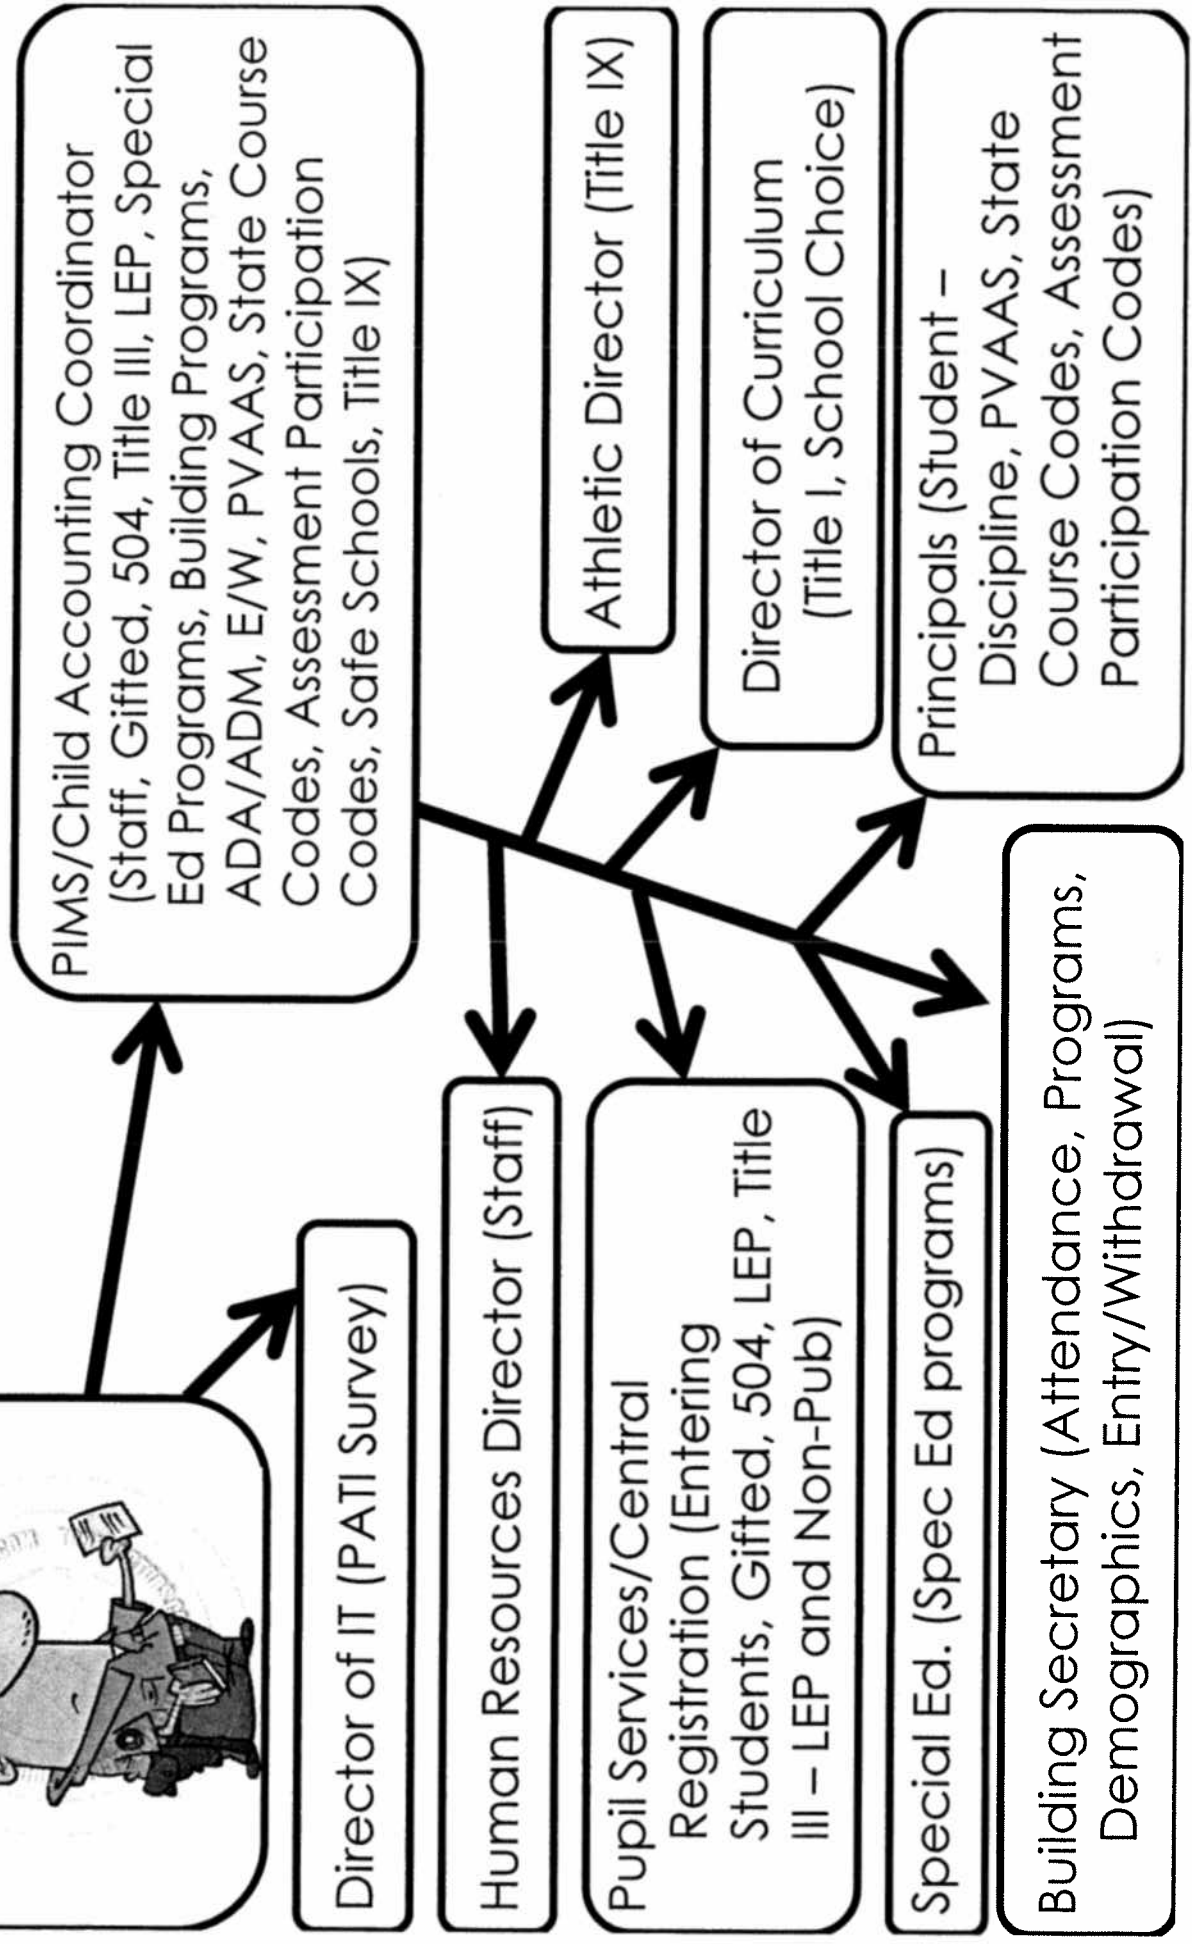 PIMS/Child Accounting Coordinator
(Staff, Gifted, 504, Title III, LEP, Special
Ed Programs, Building Programs,
ADA/ADM, E/W, PVAAS, State Course
Codes, Assessment Participation
Codes, Safe Schools, Title IX)
Director of IT (PATI Survey)
Human Resources Director (Staff)
Athletic Director (Title IX)
Pupil Services/Central
Registration (Entering
Students, Gifted, 504, LEP, Title
III – LEP and Non-Pub)
Director of Curriculum
(Title I, School Choice)
Special Ed. (Spec Ed programs)
Principals (Student –
Discipline, PVAAS, State
Course Codes, Assessment
Participation Codes)
Building Secretary (Attendance, Programs,
Demographics, Entry/Withdrawal)